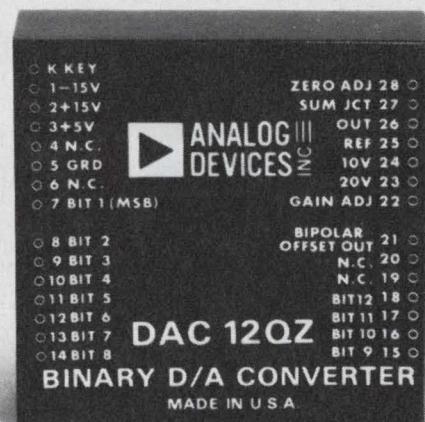 K KEY
1-15V
2+15V
3+5V
4 N.C.
5 GRD
6 N.C.
7 BIT 1 (MSB)
8 BIT 2
9 BIT 3
10 BIT 4
11 BIT 5
12 BIT 6
13 BIT 7
14 BIT 8
ANALOG
DEVICES
INC
ZERO ADJ 28
SUM JCT 27
OUT 26
REF 25
10V 24
20V 23
GAIN ADJ 22
BIPOLAR
OFFSET OUT 21
N.C. 20
N.C. 19
BIT12 18
BIT 11 17
BIT 10 16
BIT 9 15
DAC 12QZ
BINARY D/A CONVERTER
MADE IN U.S.A.